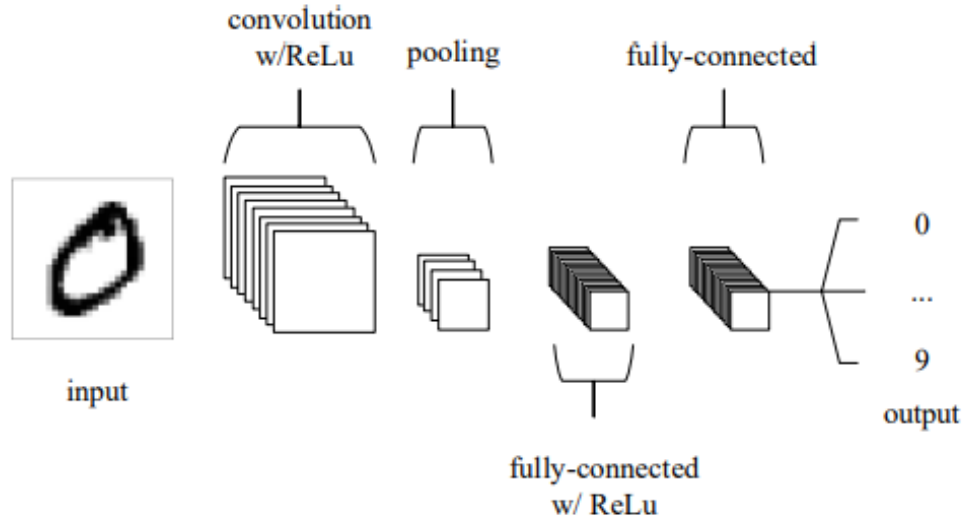 convolution
w/ReLu
pooling
fully-connected
0
...
9
input
output
fully-connected
w/ ReLu